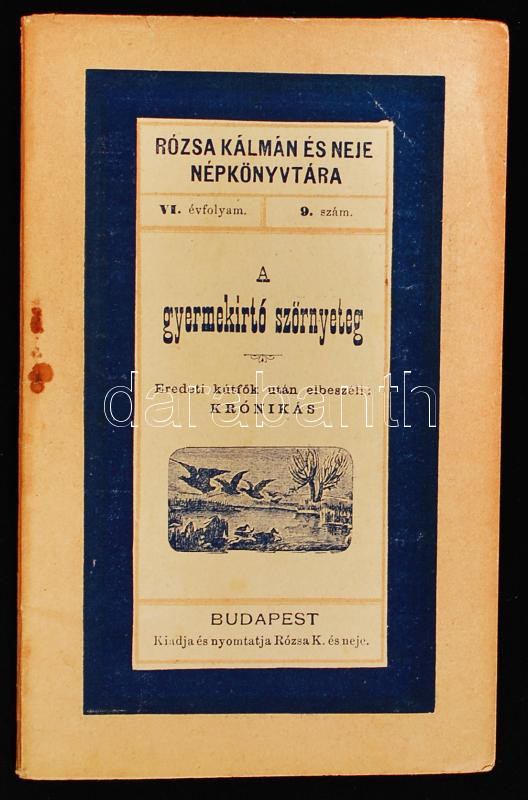 RÓZSA KÁLMÁN ÉS NEJE
NÉPKÖNYVTÁRA
VI. évfolyam. 9. szám.
A
gyermekirtó szörnyeteg
Eredeti kútfők után elbeszéli:
KRÓNIKÁS
darabanth
BUDAPEST
Kiadja és nyomtatja Rózsa K. és neje.